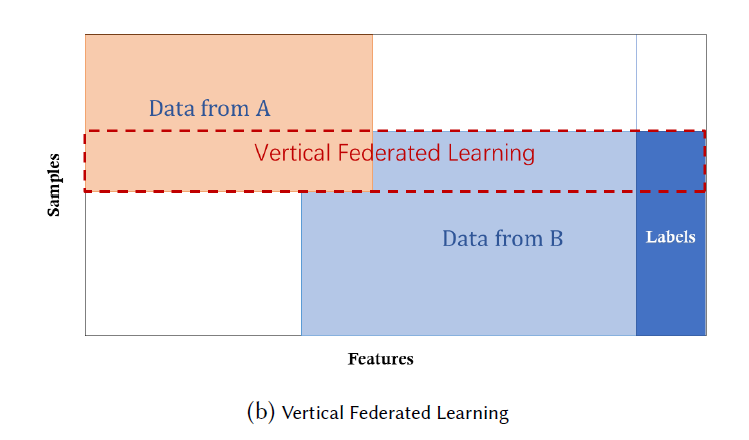 Data from A
Vertical Federated Learning
Samples
Data from B
Labels
Features
(b) Vertical Federated Learning